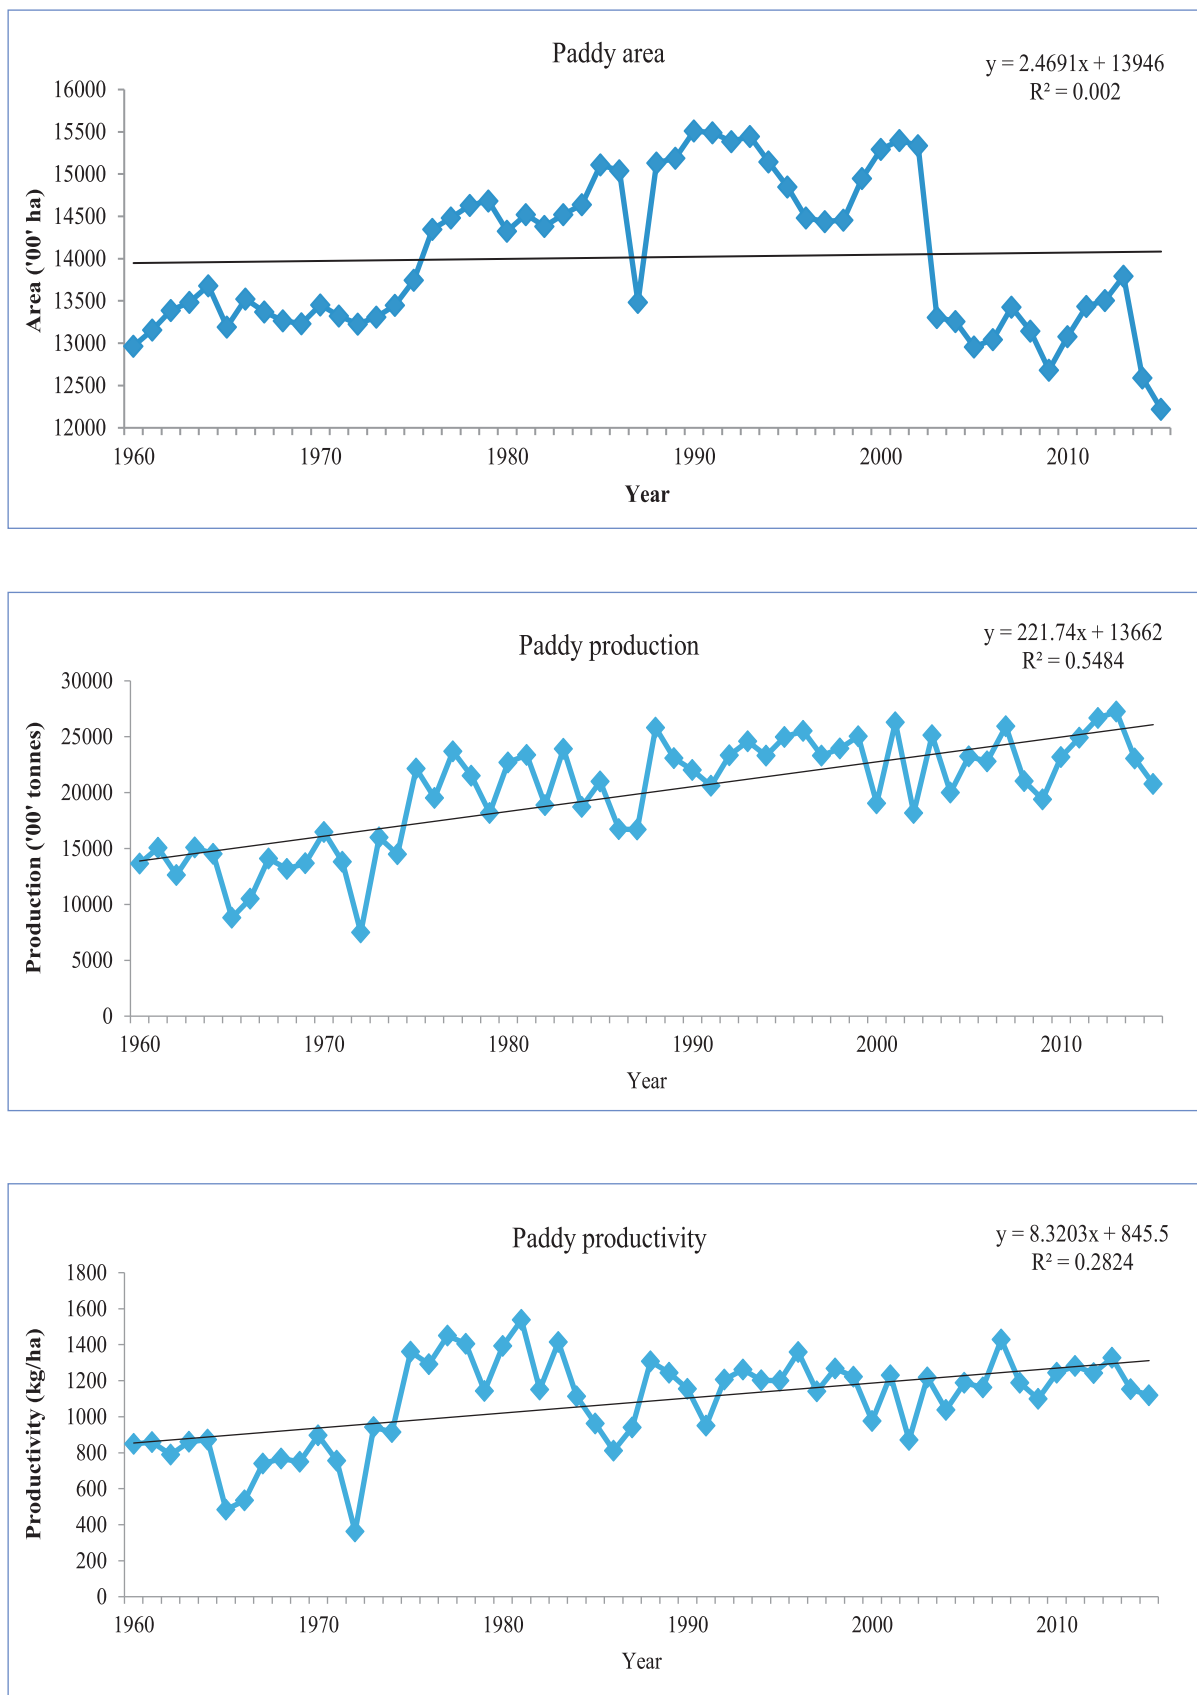 Paddy area
y = 2.4691x + 13946
R² = 0.002
Area ('00' ha)
16000
15500
15000
14500
14000
13500
13000
12500
12000
1960 1970 1980 1990 2000 2010
Year
Paddy production
y = 221.74x + 13662
R² = 0.5484
Production ('00' tonnes)
30000
25000
20000
15000
10000
5000
0
1960 1970 1980 1990 2000 2010
Year
Paddy productivity
y = 8.3203x + 845.5
R² = 0.2824
Productivity (kg/ha)
1800
1600
1400
1200
1000
800
600
400
200
0
1960 1970 1980 1990 2000 2010
Year